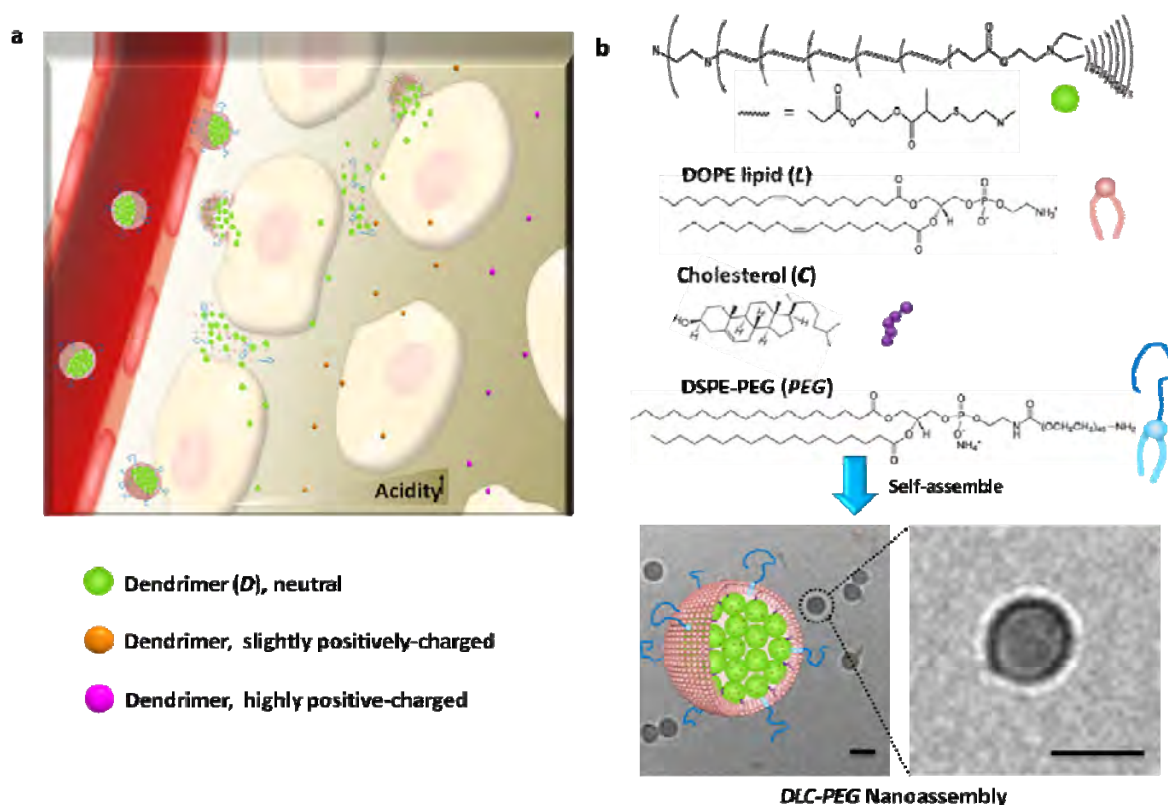 a
Acidity
Dendrimer (D), neutral
Dendrimer, slightly positively-charged
Dendrimer, highly positive-charged
b
=
DOPE lipid (L)
Cholesterol (C)
DSPE-PEG (PEG)
Self-assemble
DLC-PEG Nanoassembly